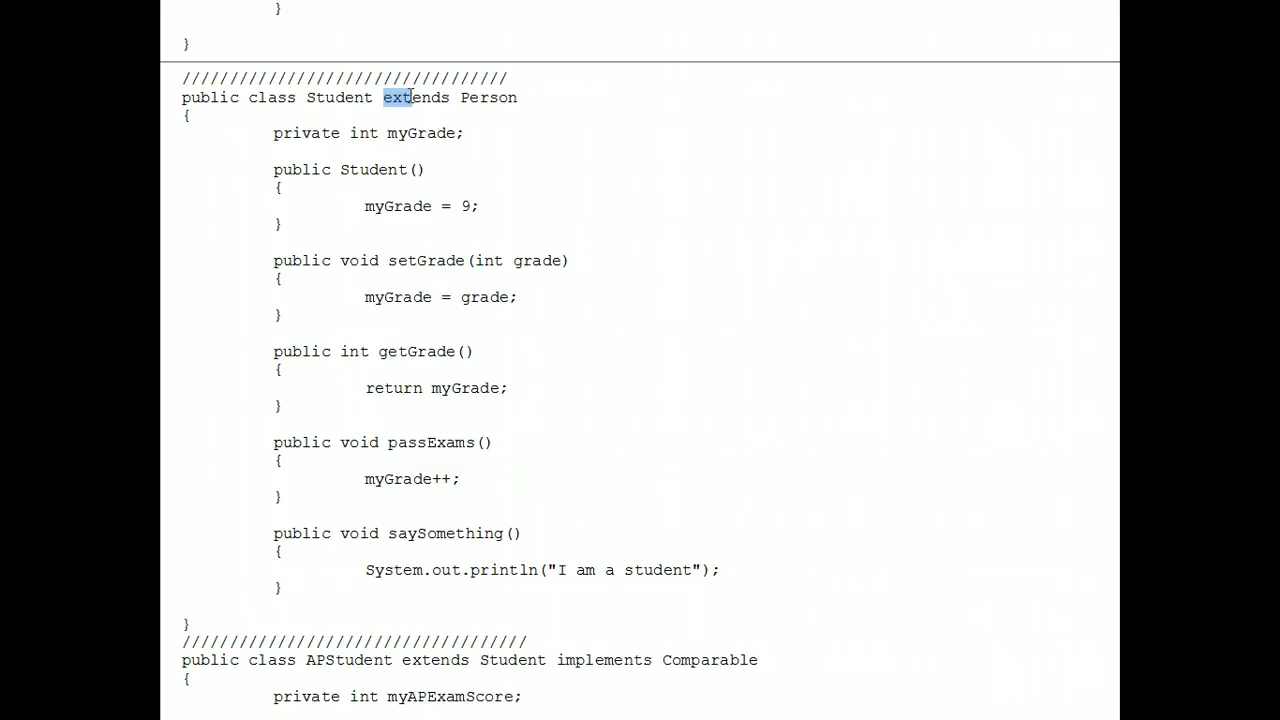 }
}
///////////////////////////////////
public class Student extends Person
{
private int myGrade;
public Student()
{
myGrade = 9;
}
public void setGrade(int grade)
{
myGrade = grade;
}
public int getGrade()
{
return myGrade;
}
public void passExams()
{
myGrade++;
}
public void saySomething()
{
System.out.println("I am a student");
}
}
/////////////////////////////////////
public class APStudent extends Student implements Comparable
{
private int myAPExamScore;